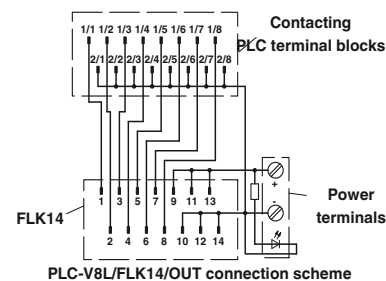 Contacting
PLC terminal blocks
1/1 1/2 1/3 1/4 1/5 1/6 1/7 1/8
2/1 2/2 2/3 2/4 2/5 2/6 2/7 2/8
1 3 5 7 9 11 13
+
-
Power
terminals
FLK14
2 4 6 8 10 12 14
PLC-V8L/FLK14/OUT connection scheme